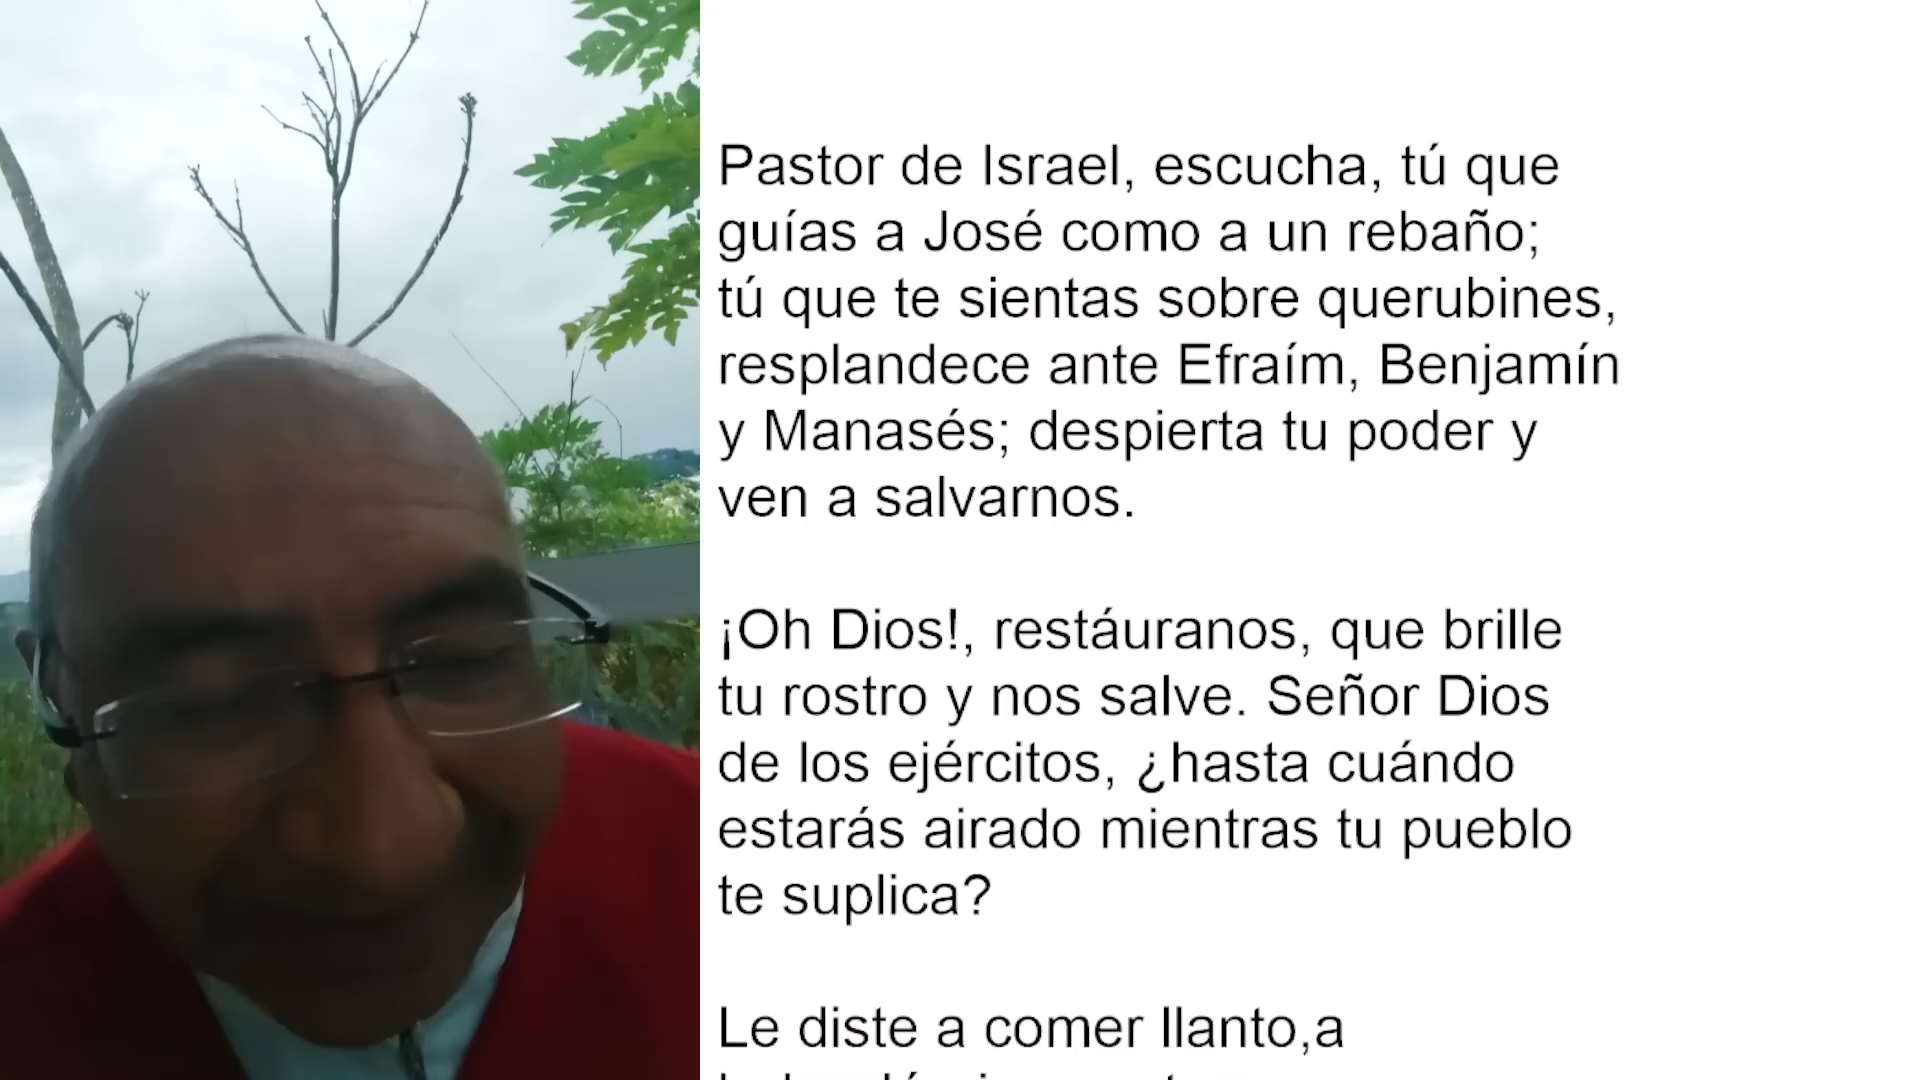 Pastor de Israel, escucha, tú que
guías a José como a un rebaño;
tú que te sientas sobre querubines,
resplandece ante Efraím, Benjamín
y Manasés; despierta tu poder y
ven a salvarnos.
¡Oh Dios!, restáuranos, que brille
tu rostro y nos salve. Señor Dios
de los ejércitos, ¿hasta cuándo
estarás airado mientras tu pueblo
te suplica?
Le diste a comer llanto,a